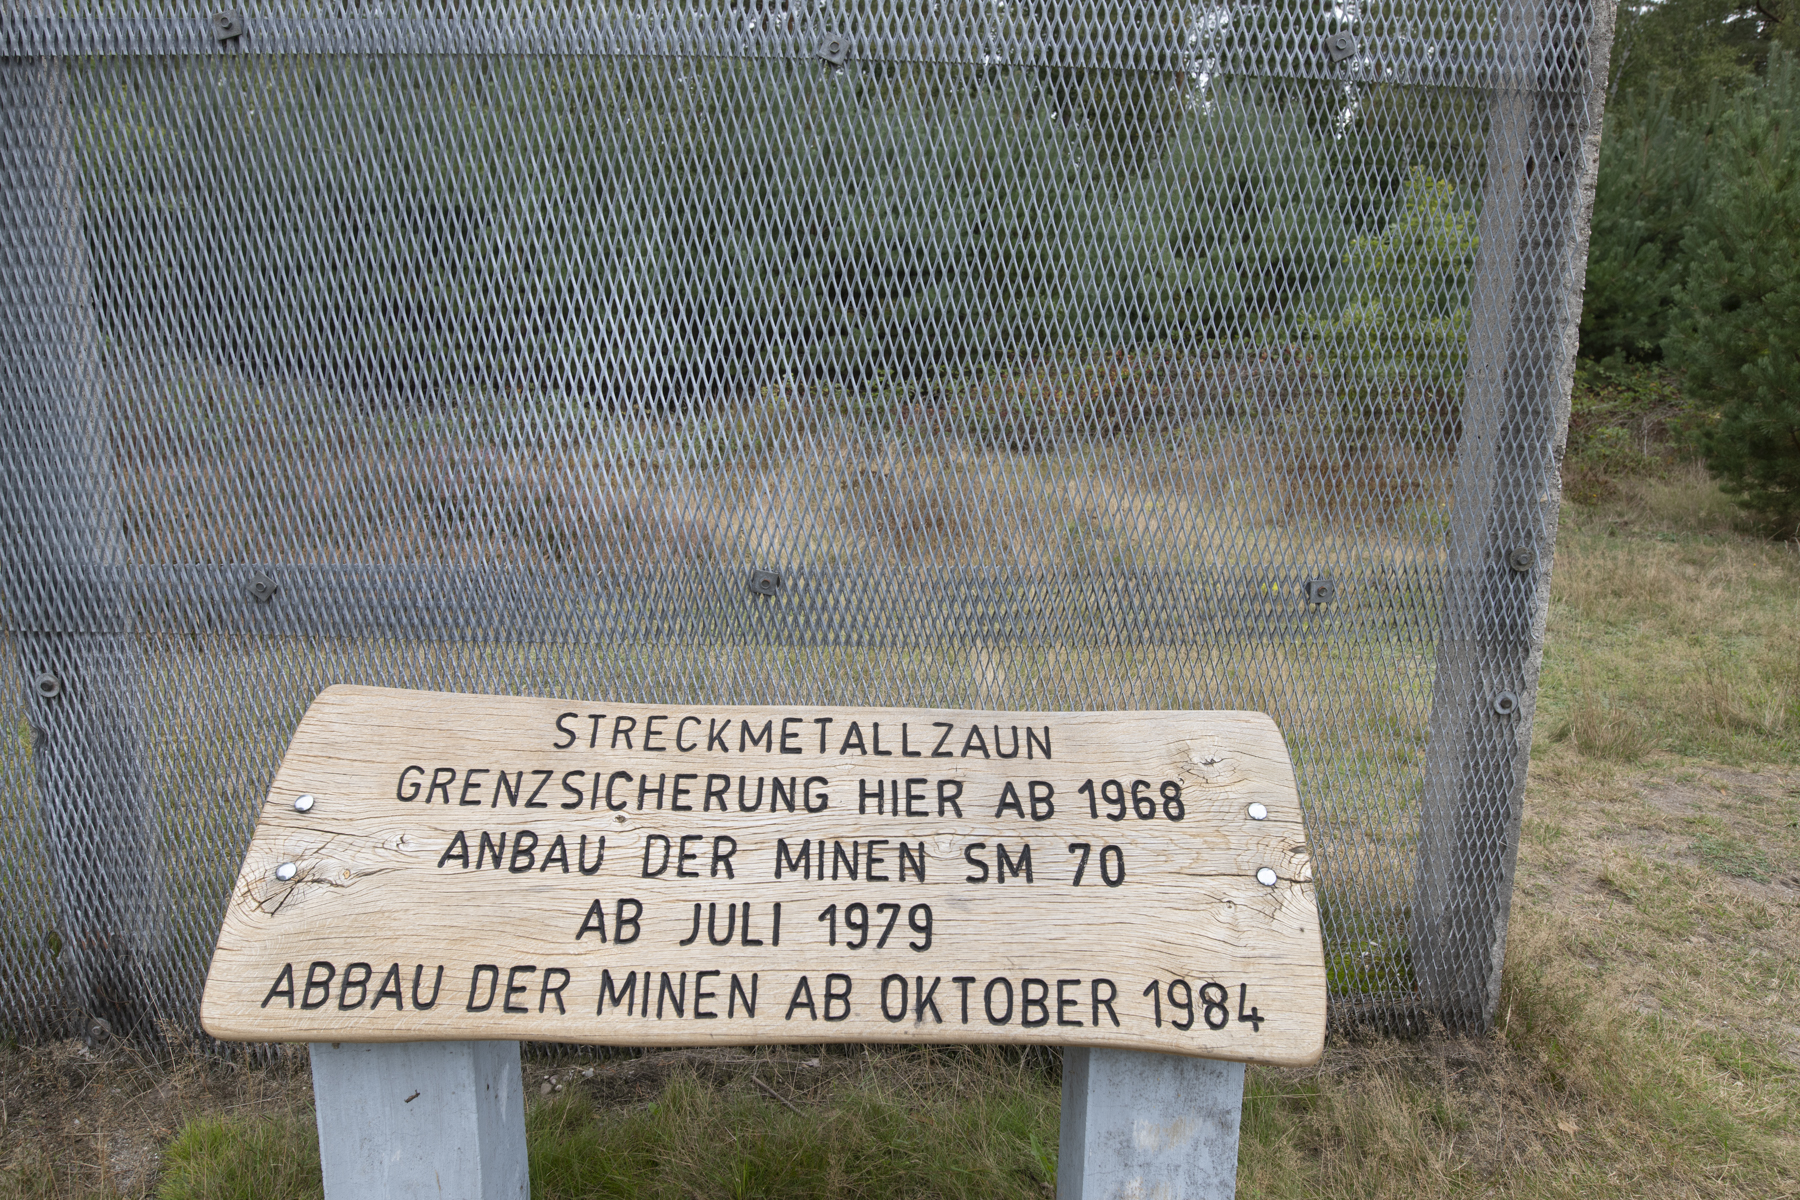 STRECKMETALLZAUN
GRENZSICHERUNG HIER AB 1968
ANBAU DER MINEN SM 70
AB JULI 1979
ABBAU DER MINEN AB OKTOBER 1984